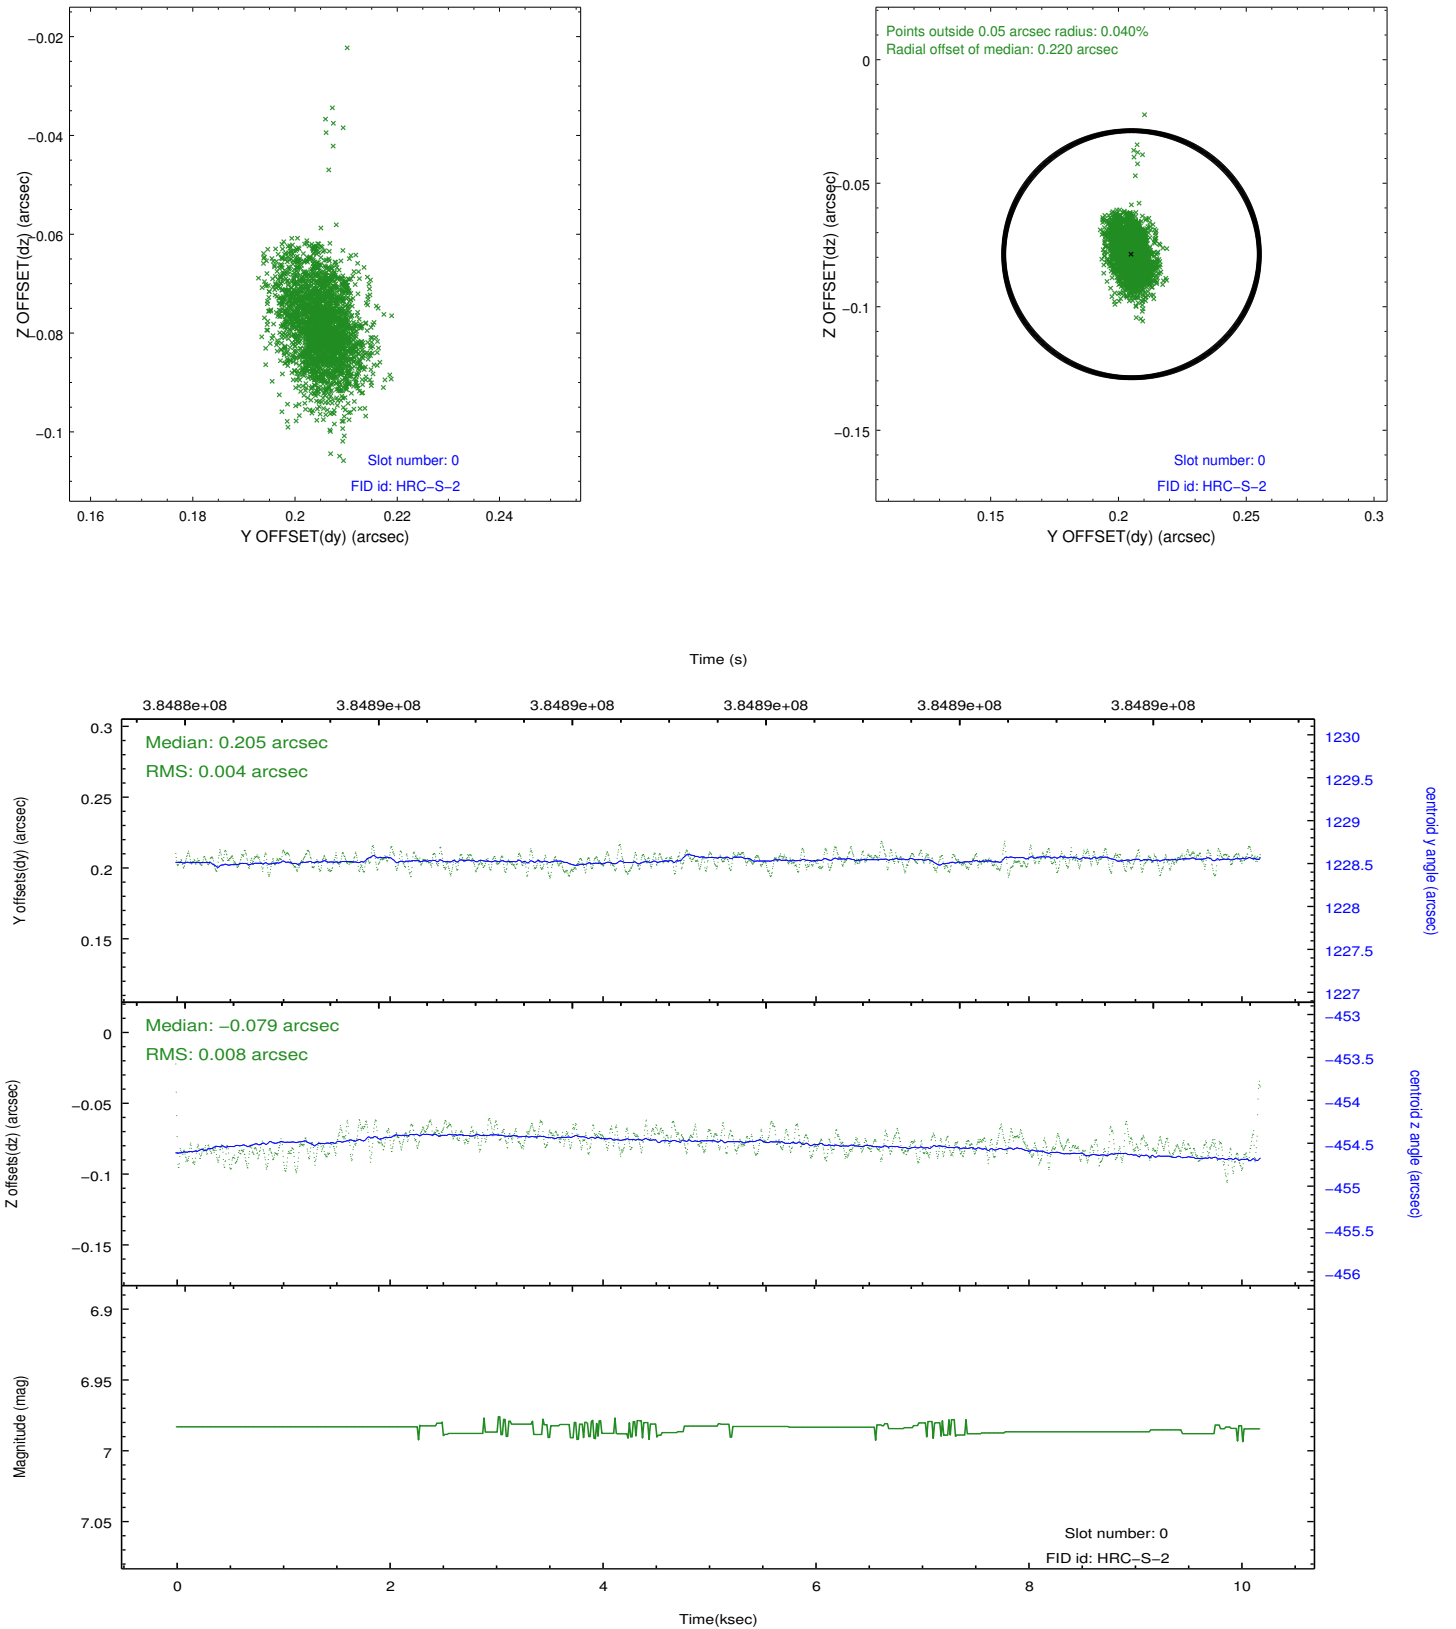 −0.02
−0.04
−0.06
−0.08
−0.1
Z OFFSET(dz) (arcsec)
Slot number: 0
FID id: HRC−S−2
0.16
0.18
0.2
0.22
0.24
Y OFFSET(dy) (arcsec)
Points outside 0.05 arcsec radius: 0.040%
Radial offset of median: 0.220 arcsec
0
−0.05
−0.1
−0.15
Z OFFSET(dz) (arcsec)
Slot number: 0
FID id: HRC−S−2
0.15
0.2
0.25
0.3
Y OFFSET(dy) (arcsec)
Time (s)
3.8488e+08
3.8489e+08
3.8489e+08
3.8489e+08
3.8489e+08
3.8489e+08
Median: 0.205 arcsec
RMS: 0.004 arcsec
0.3
0.25
0.2
0.15
Y offsets(dy) (arcsec)
1230
1229.5
1229
1228.5
1228
1227.5
1227
centroid y angle (arcsec)
Median: −0.079 arcsec
RMS: 0.008 arcsec
0
−0.05
−0.1
−0.15
Z offsets(dz) (arcsec)
−453
−453.5
−454
−454.5
−455
−455.5
−456
centroid z angle (arcsec)
6.9
6.95
7
7.05
Magnitude (mag)
Slot number: 0
FID id: HRC−S−2
0
2
4
6
8
10
Time(ksec)